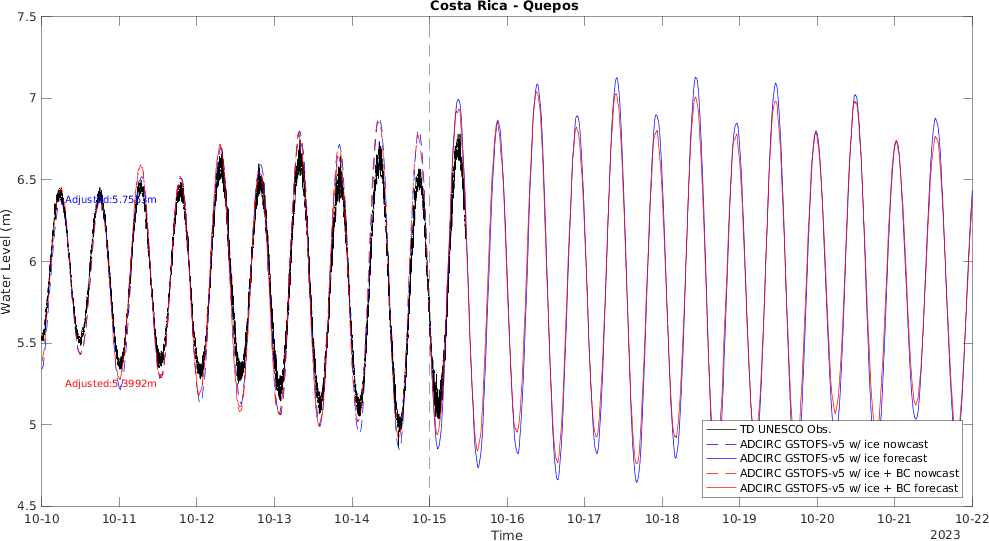 Costa Rica - Quepos
7.5
7
6.5
6
5.5
5
4.5
Water Level (m)
Adjusted:5.3992m
10-10
10-11
10-12
10-13
10-14
10-15
10-16
10-17
10-18
10-19
10-20
10-21
10-22
Time
2023
TD UNESCO Obs.
ADCIRC GSTOFS-v5 w/ ice nowcast
ADCIRC GSTOFS-v5 w/ ice forecast
ADCIRC GSTOFS-v5 w/ ice + BC nowcast
ADCIRC GSTOFS-v5 w/ ice + BC forecast